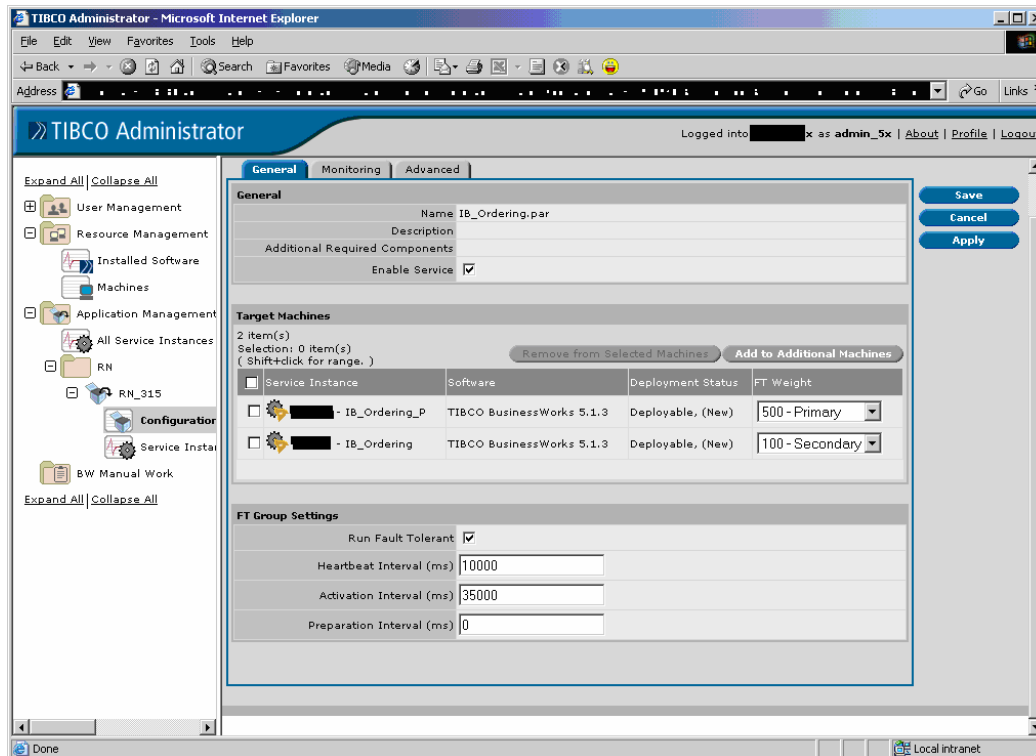 TIBCO Administrator - Microsoft Internet Explorer
File Edit View Favorites Tools Help
Back Search Favorites Media
Address Go Links
TIBCO Administrator
Logged into x as admin_5x | About | Profile | Logou
Expand All | Collapse All
User Management
Resource Management
Installed Software
Machines
Application Management
All Service Instances
RN
RN_315
Configuration
Service Instar
BW Manual Work
Expand All | Collapse All
General Monitoring Advanced
General
Name IB_Ordering.par
Description
Additional Required Components
Enable Service
Save
Cancel
Apply
Target Machines
2 item(s)
Selection: 0 item(s)
( Shift+click for range. )
Remove from Selected Machines Add to Additional Machines
Service Instance Software Deployment Status FT Weight
- IB_Ordering_P TIBCO BusinessWorks 5.1.3 Deployable, (New) 500 - Primary
- IB_Ordering TIBCO BusinessWorks 5.1.3 Deployable, (New) 100 - Secondary
FT Group Settings
Run Fault Tolerant
Heartbeat Interval (ms) 10000
Activation Interval (ms) 35000
Preparation Interval (ms) 0
Done Local intranet